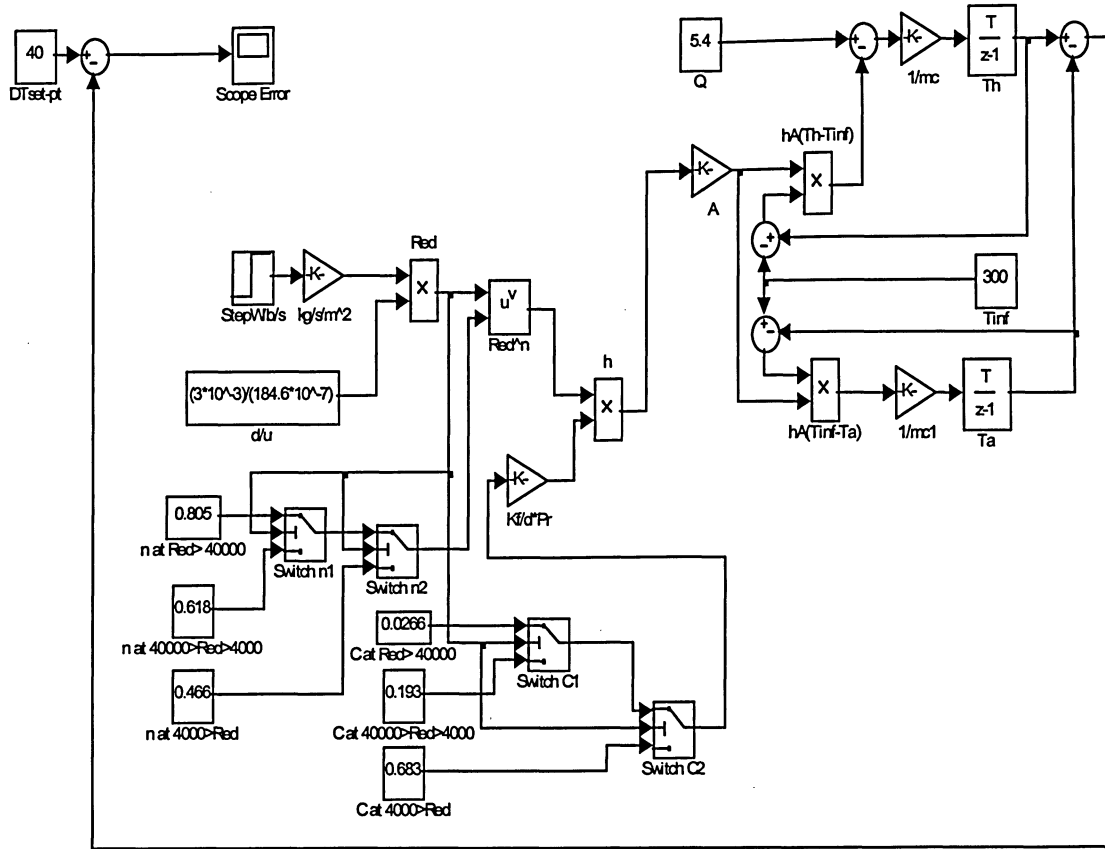 40
DTset-pt
Scope Error
5.4
Q
-K-
1/mc
T
z-1
Th
hA(Th-Tinf)
X
-K-
A
300
Tinf
Red
X
StepWb/s
-K-
kg/s/m^2
u^v
Red^n
h
X
(3*10^-3)/(184.6*10^-7)
d/u
X
hA(Tinf-Ta)
-K-
1/mc1
T
z-1
Ta
-K-
Kf/d*Pr
0.805
n at Red> 40000
Switch n1
Switch n2
0.618
n at 40000>Red>4000
0.466
n at 4000>Red
0.0266
C at Red> 40000
Switch C1
0.193
C at 40000>Red>4000
Switch C2
0.683
C at 4000>Red